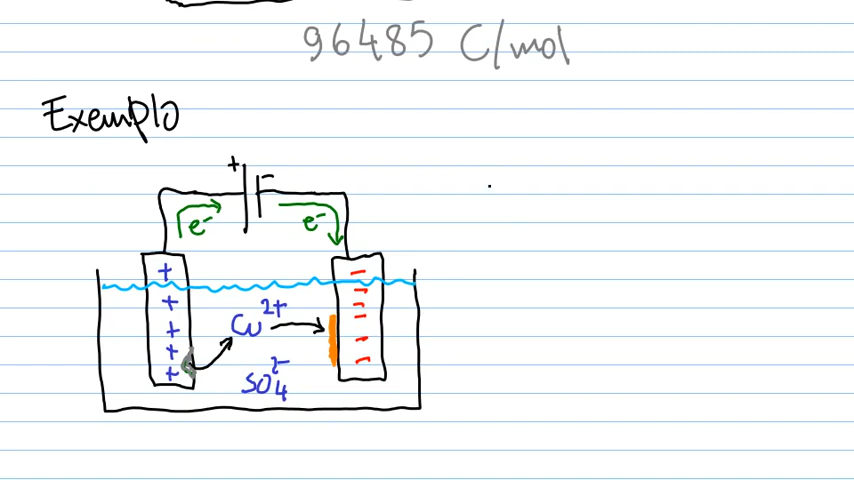 96485 C/mol
Exemplo
+ -
e⁻ e⁻
+ -
+ -
+ Cu²⁺ -
+ -
+ SO₄²⁻ -